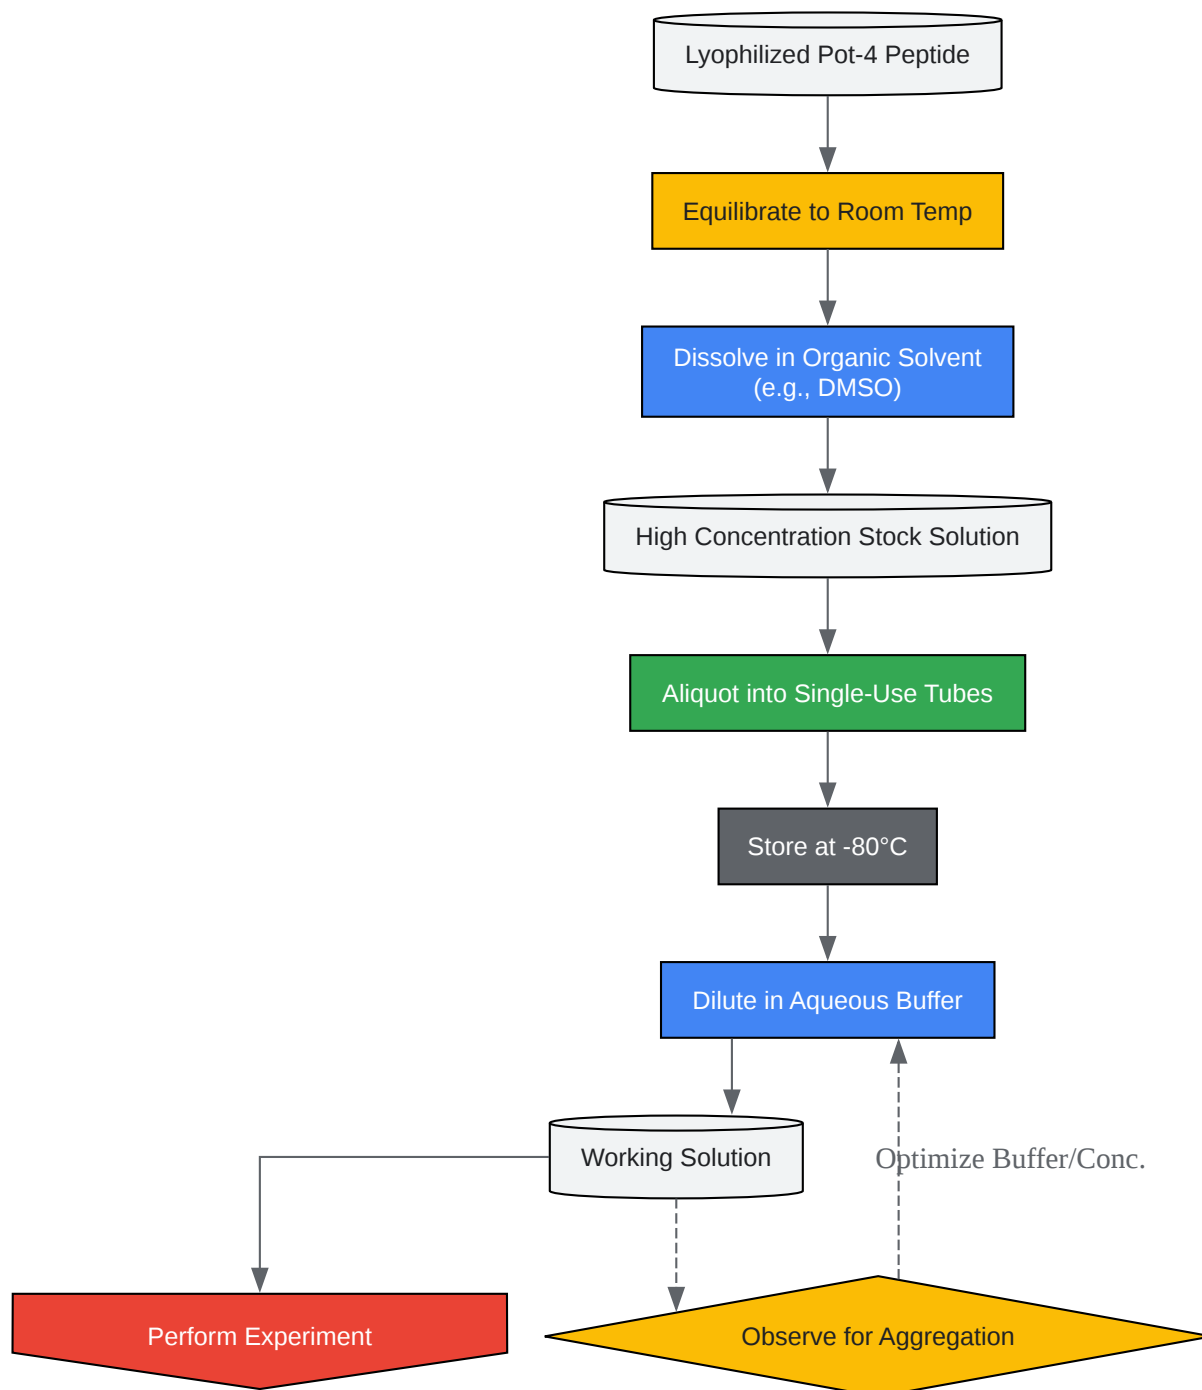 Lyophilized Pot-4 Peptide
Equilibrate to Room Temp
Dissolve in Organic Solvent
(e.g., DMSO)
High Concentration Stock Solution
Aliquot into Single-Use Tubes
Store at -80°C
Dilute in Aqueous Buffer
Working Solution
Optimize Buffer/Conc.
Perform Experiment
Observe for Aggregation